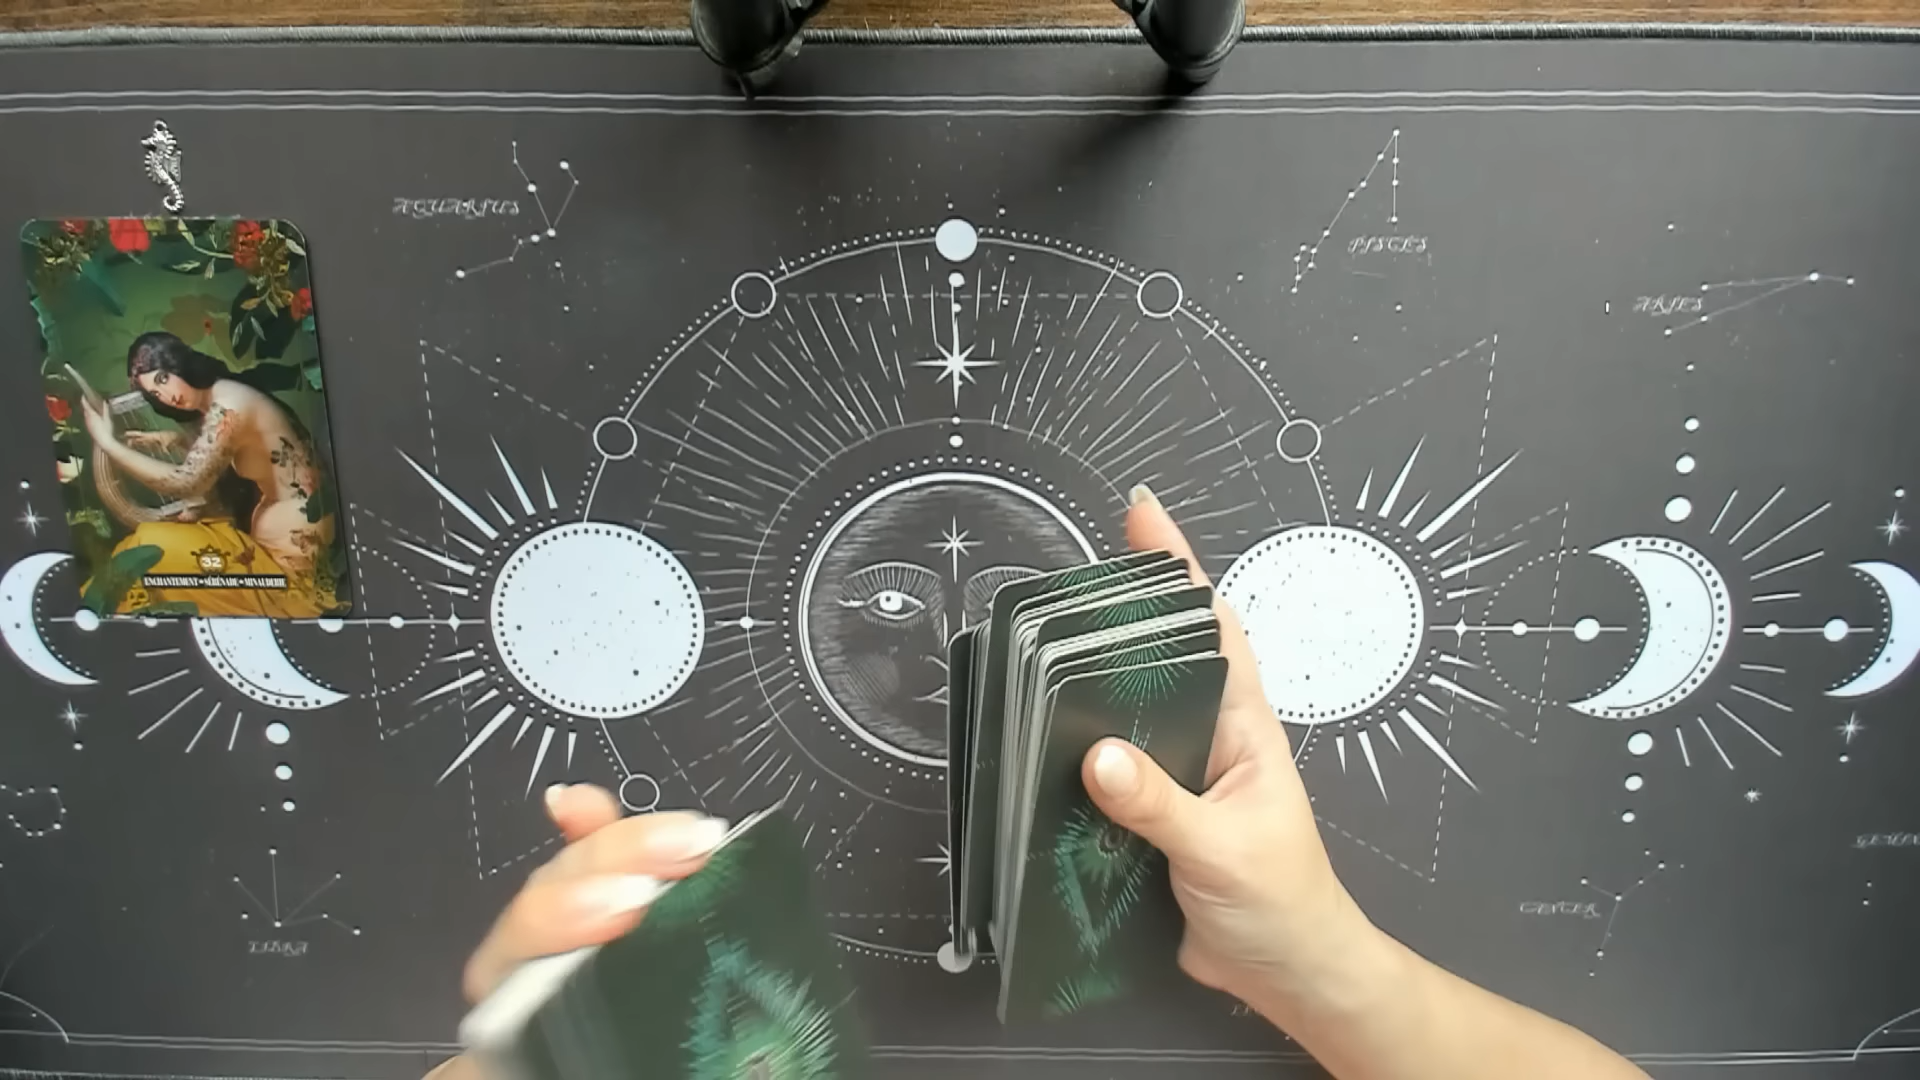 AQUARIUS
PISCES
ARIES
32
ENCHANTEMENT • SÉRÉNADE • MINAUDERIE
LIBRA
CANCER